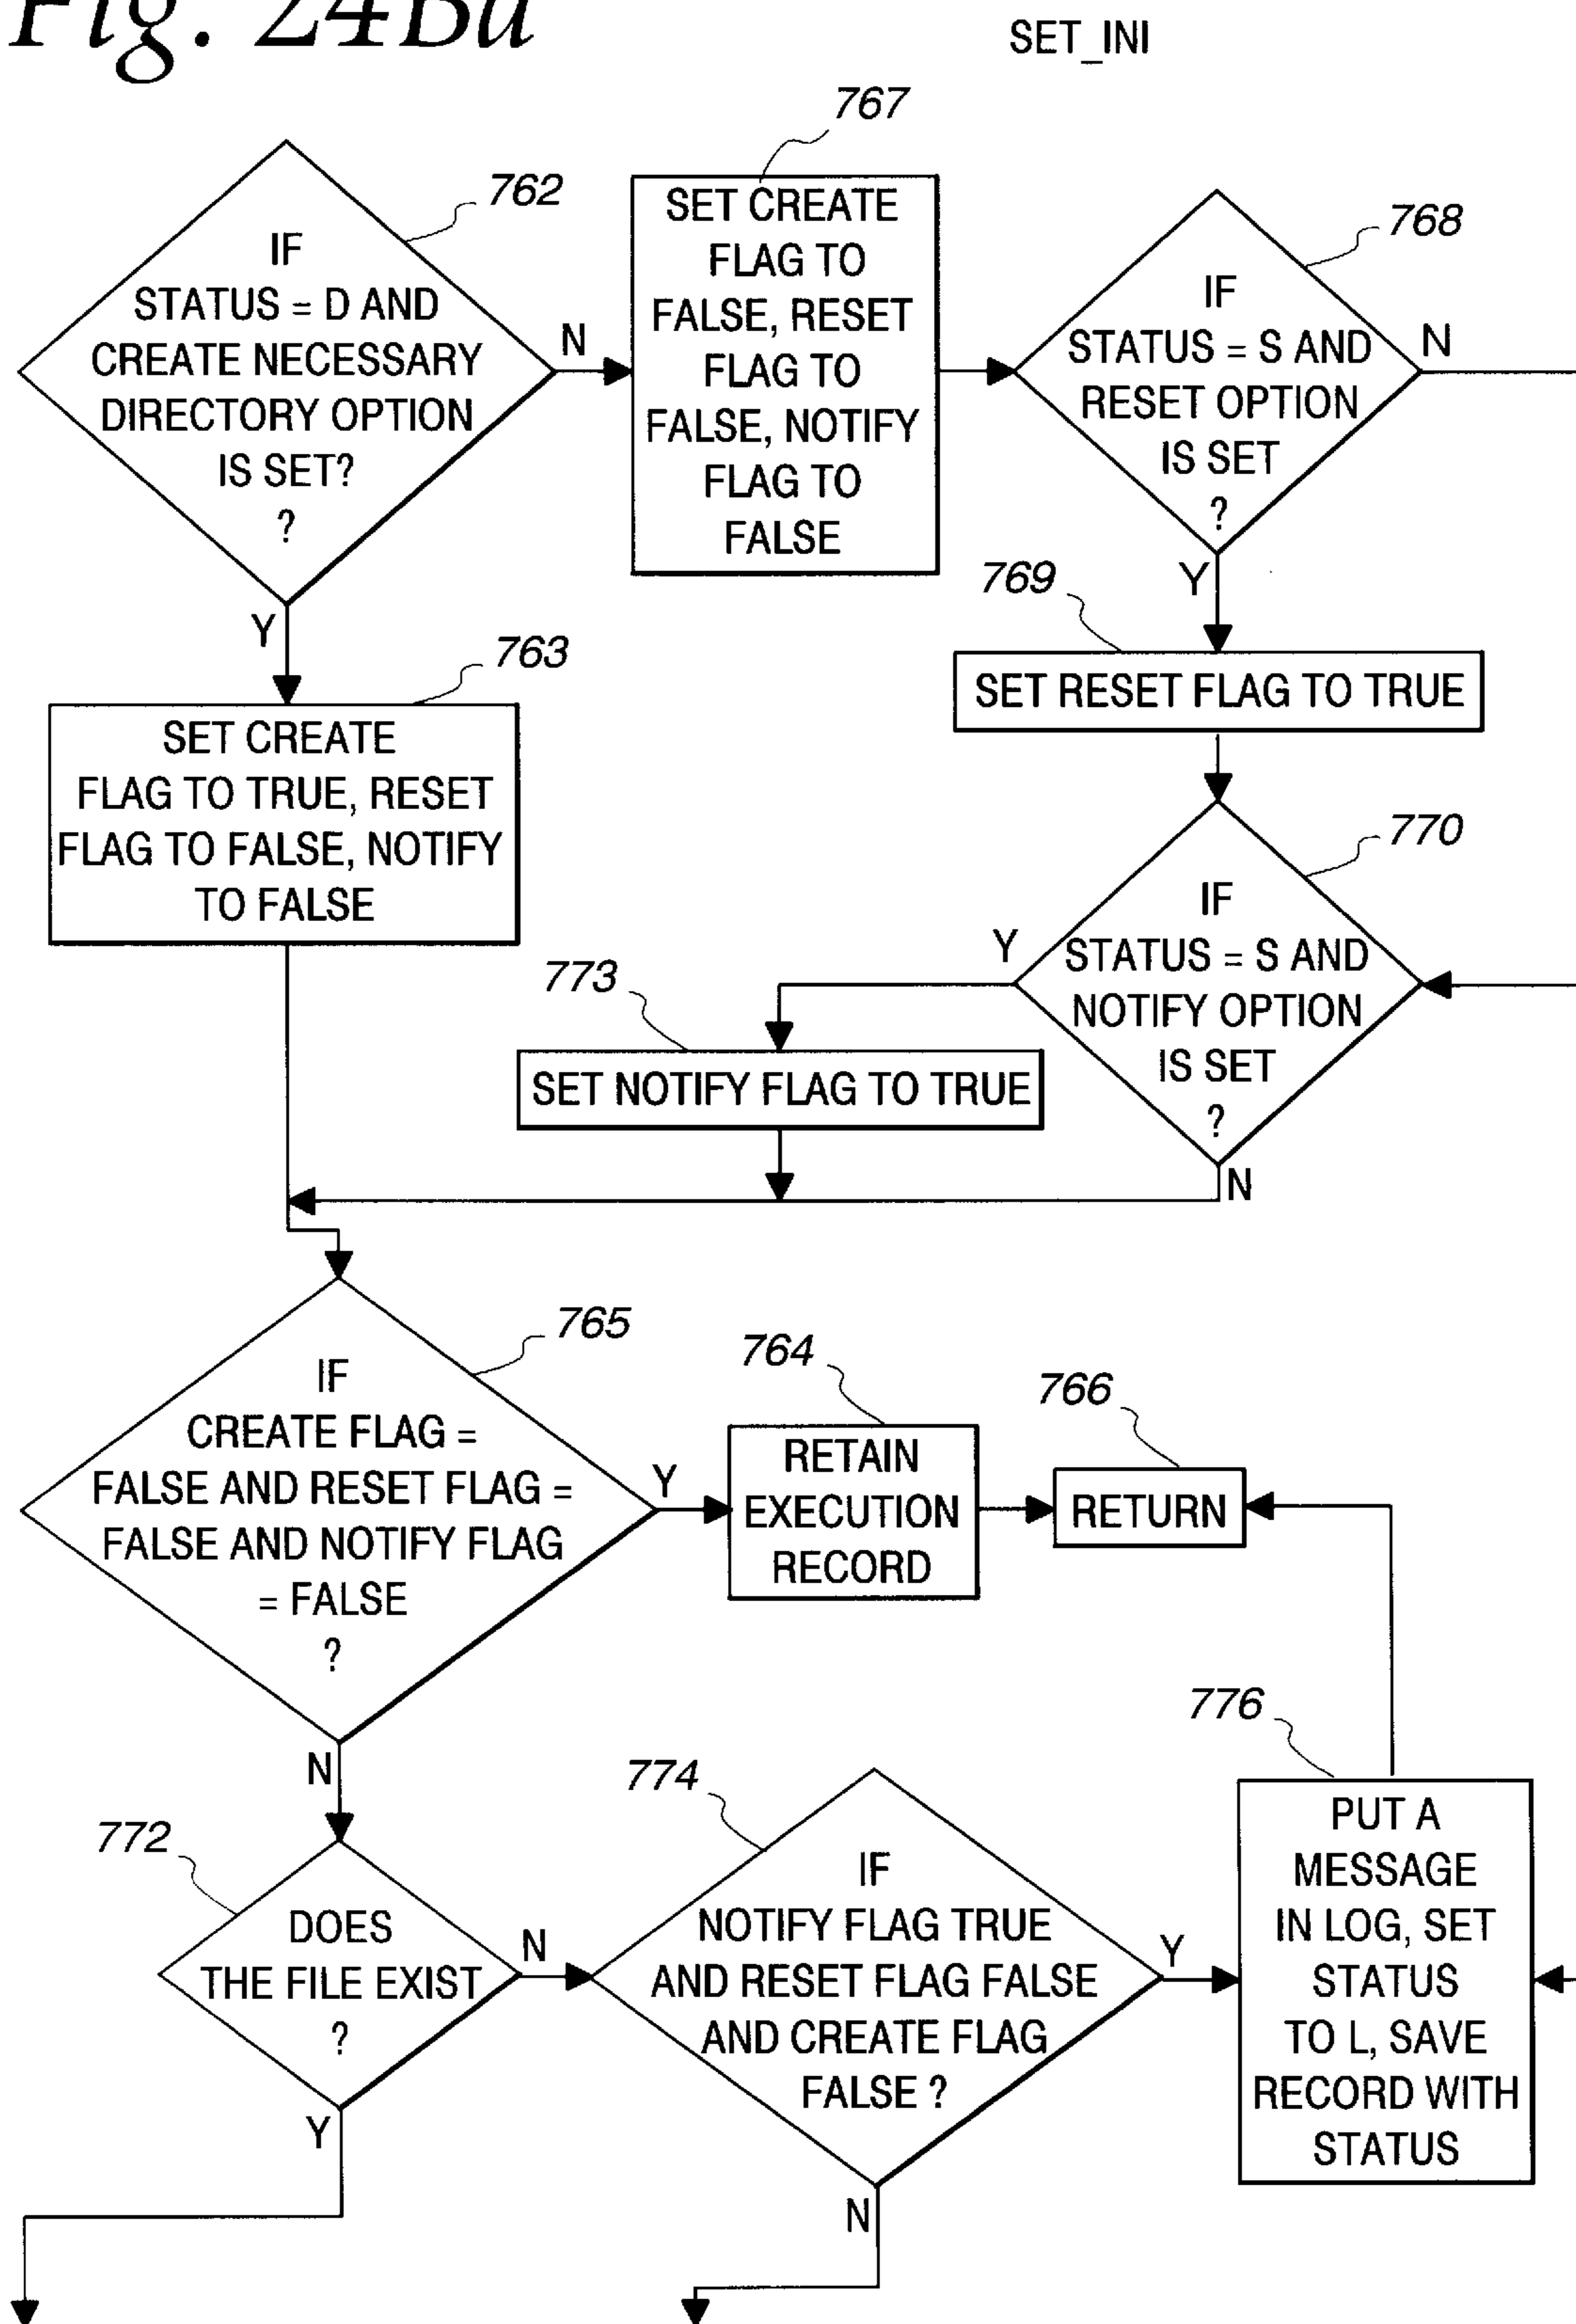 Fig. 24Ba
SET_INI
762
IF
STATUS = D AND
CREATE NECESSARY
DIRECTORY OPTION
IS SET?
?
N
Y
767
SET CREATE
FLAG TO
FALSE, RESET
FLAG TO
FALSE, NOTIFY
FLAG TO
FALSE
768
IF
STATUS = S AND
RESET OPTION
IS SET
?
N
Y
763
SET CREATE
FLAG TO TRUE, RESET
FLAG TO FALSE, NOTIFY
TO FALSE
769
SET RESET FLAG TO TRUE
770
IF
STATUS = S AND
NOTIFY OPTION
IS SET
?
Y
N
773
SET NOTIFY FLAG TO TRUE
765
IF
CREATE FLAG =
FALSE AND RESET FLAG =
FALSE AND NOTIFY FLAG
= FALSE
?
Y
N
764
RETAIN
EXECUTION
RECORD
766
RETURN
772
DOES
THE FILE EXIST
?
N
Y
774
IF
NOTIFY FLAG TRUE
AND RESET FLAG FALSE
AND CREATE FLAG
FALSE ?
Y
N
776
PUT A
MESSAGE
IN LOG, SET
STATUS
TO L, SAVE
RECORD WITH
STATUS